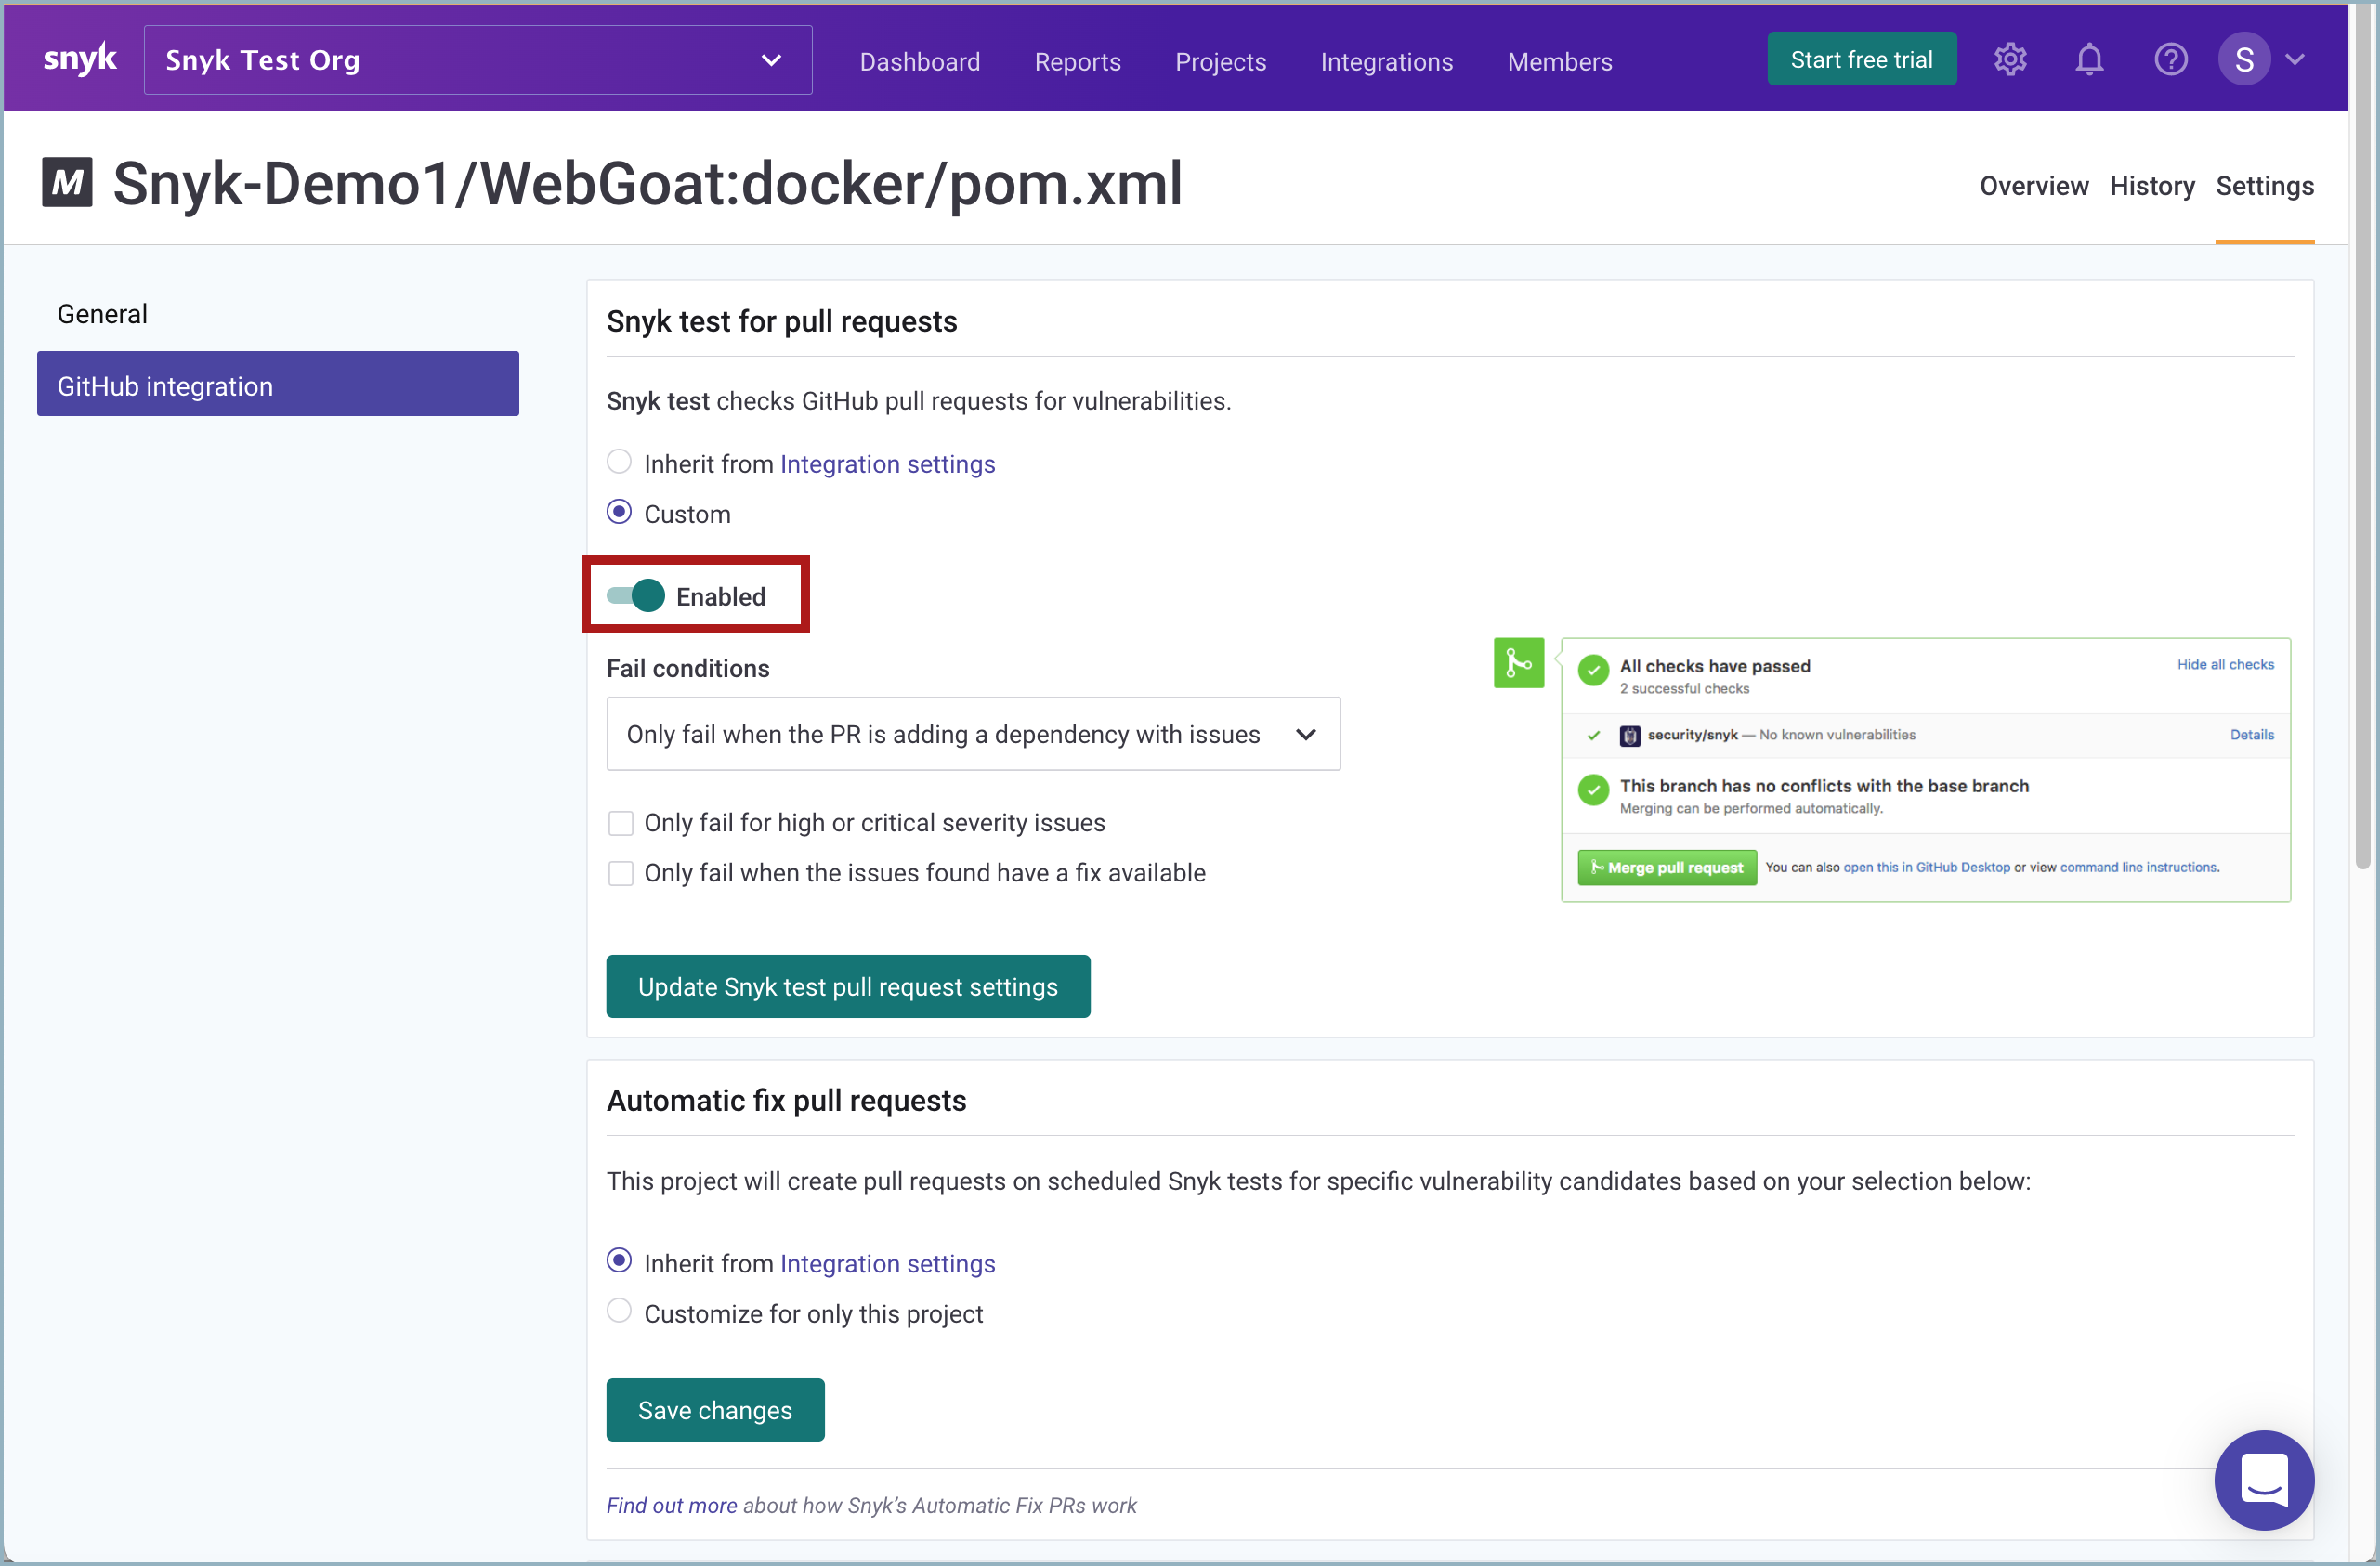 snyk
Snyk Test Org
Dashboard
Reports
Projects
Integrations
Members
Start free trial
S
M
Snyk-Demo1/WebGoat:docker/pom.xml
Overview
History
Settings
General
GitHub integration
Snyk test for pull requests
Snyk test checks GitHub pull requests for vulnerabilities.
Inherit from Integration settings
Custom
Enabled
Fail conditions
Only fail when the PR is adding a dependency with issues
Only fail for high or critical severity issues
Only fail when the issues found have a fix available
All checks have passed
Hide all checks
2 successful checks
security/snyk — No known vulnerabilities
Details
This branch has no conflicts with the base branch
Merging can be performed automatically.
Merge pull request
You can also open this in GitHub Desktop or view command line instructions.
Update Snyk test pull request settings
Automatic fix pull requests
This project will create pull requests on scheduled Snyk tests for specific vulnerability candidates based on your selection below:
Inherit from Integration settings
Customize for only this project
Save changes
Find out more about how Snyk's Automatic Fix PRs work